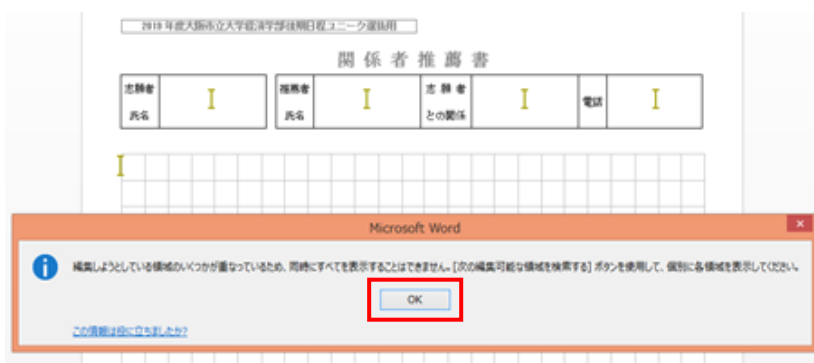 2018 年度大阪市立大学経済学部後期日程ユニーク選抜用
関係者推薦書
志願者
氏名
推薦者
氏名
志願者
との関係
電話
Microsoft Word
編集しようとしている領域のいくつかが重なっているため、同時にすべてを表示することはできません。[次の編集可能な領域を検索する] ボタンを使用して、個別に各領域を表示してください。
OK
この情報は役に立ちましたか?